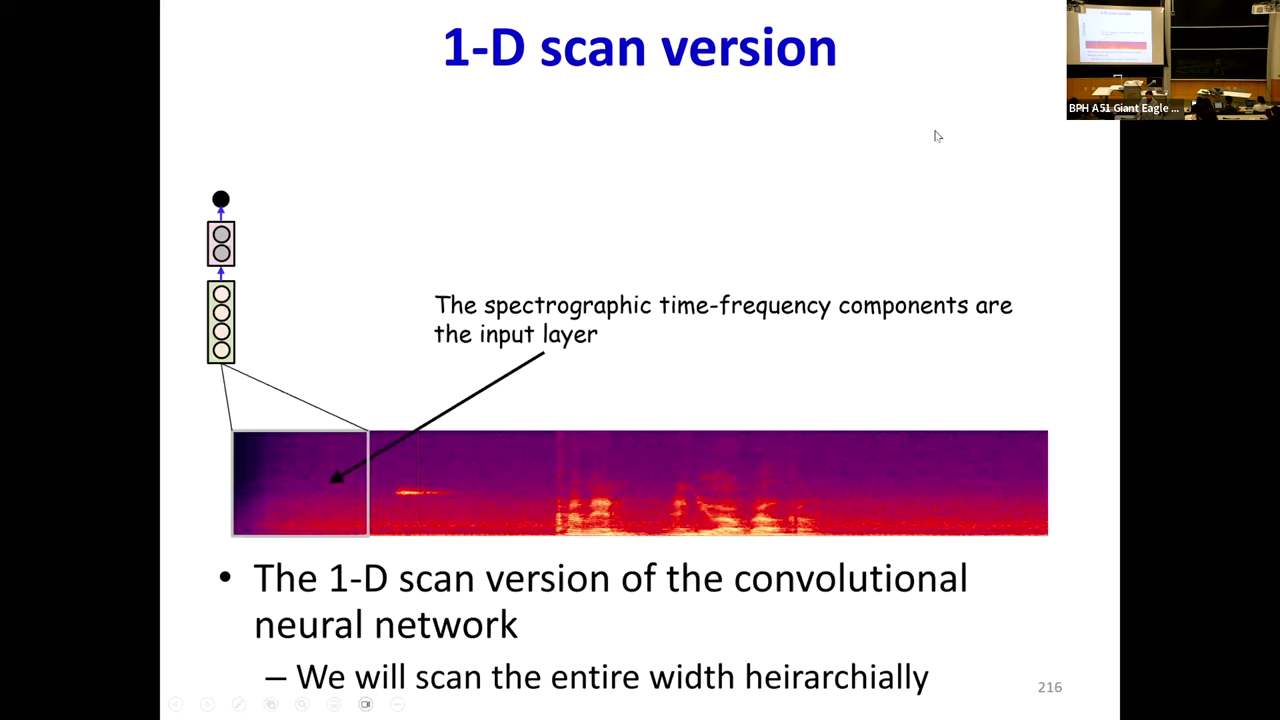 1-D scan version
BPH A51 Giant Eagle ...
The spectrographic time-frequency components are
the input layer
• The 1-D scan version of the convolutional
neural network
– We will scan the entire width heirarchially
216